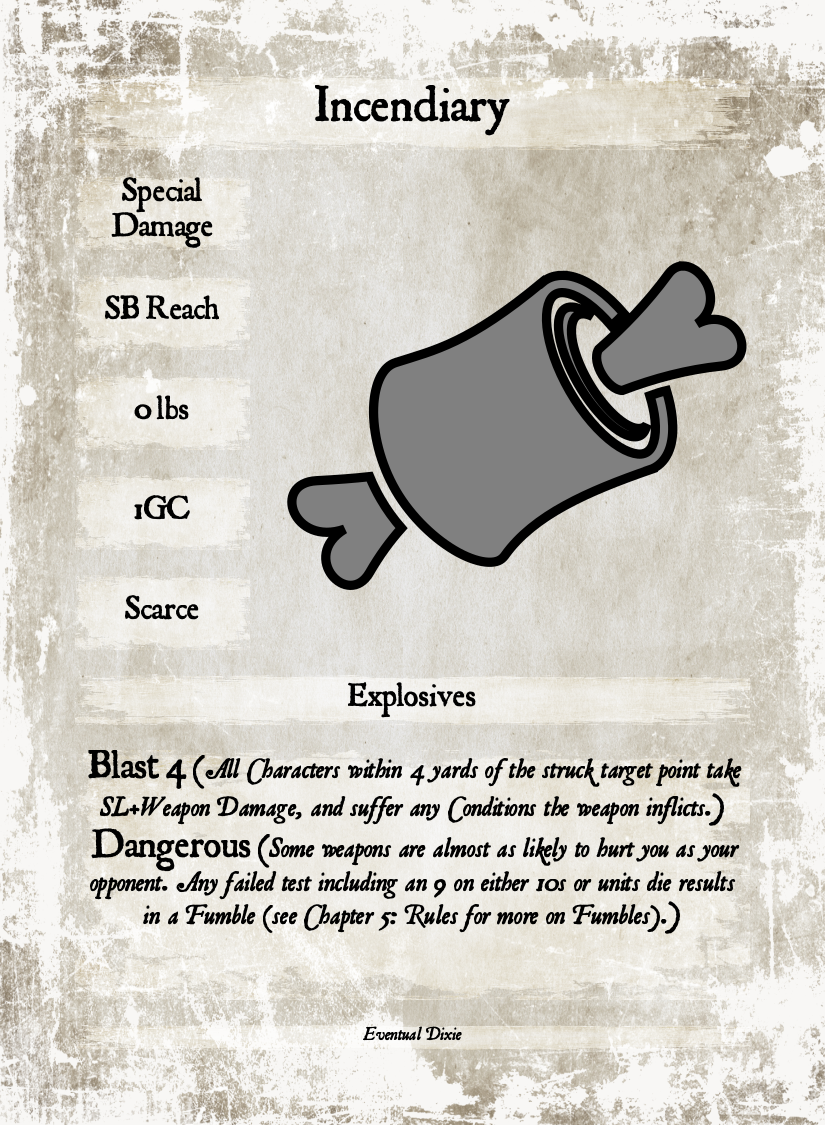 Incendiary
Special
Damage
SB Reach
0 lbs
1GC
Scarce
Explosives
Blast 4 (All Characters within 4 yards of the struck target point take
SL+Weapon Damage, and suffer any Conditions the weapon inflicts.)
Dangerous (Some weapons are almost as likely to hurt you as your
opponent. Any failed test including an 9 on either 10s or units die results
in a Fumble (see Chapter 5: Rules for more on Fumbles).)
Eventual Dixie